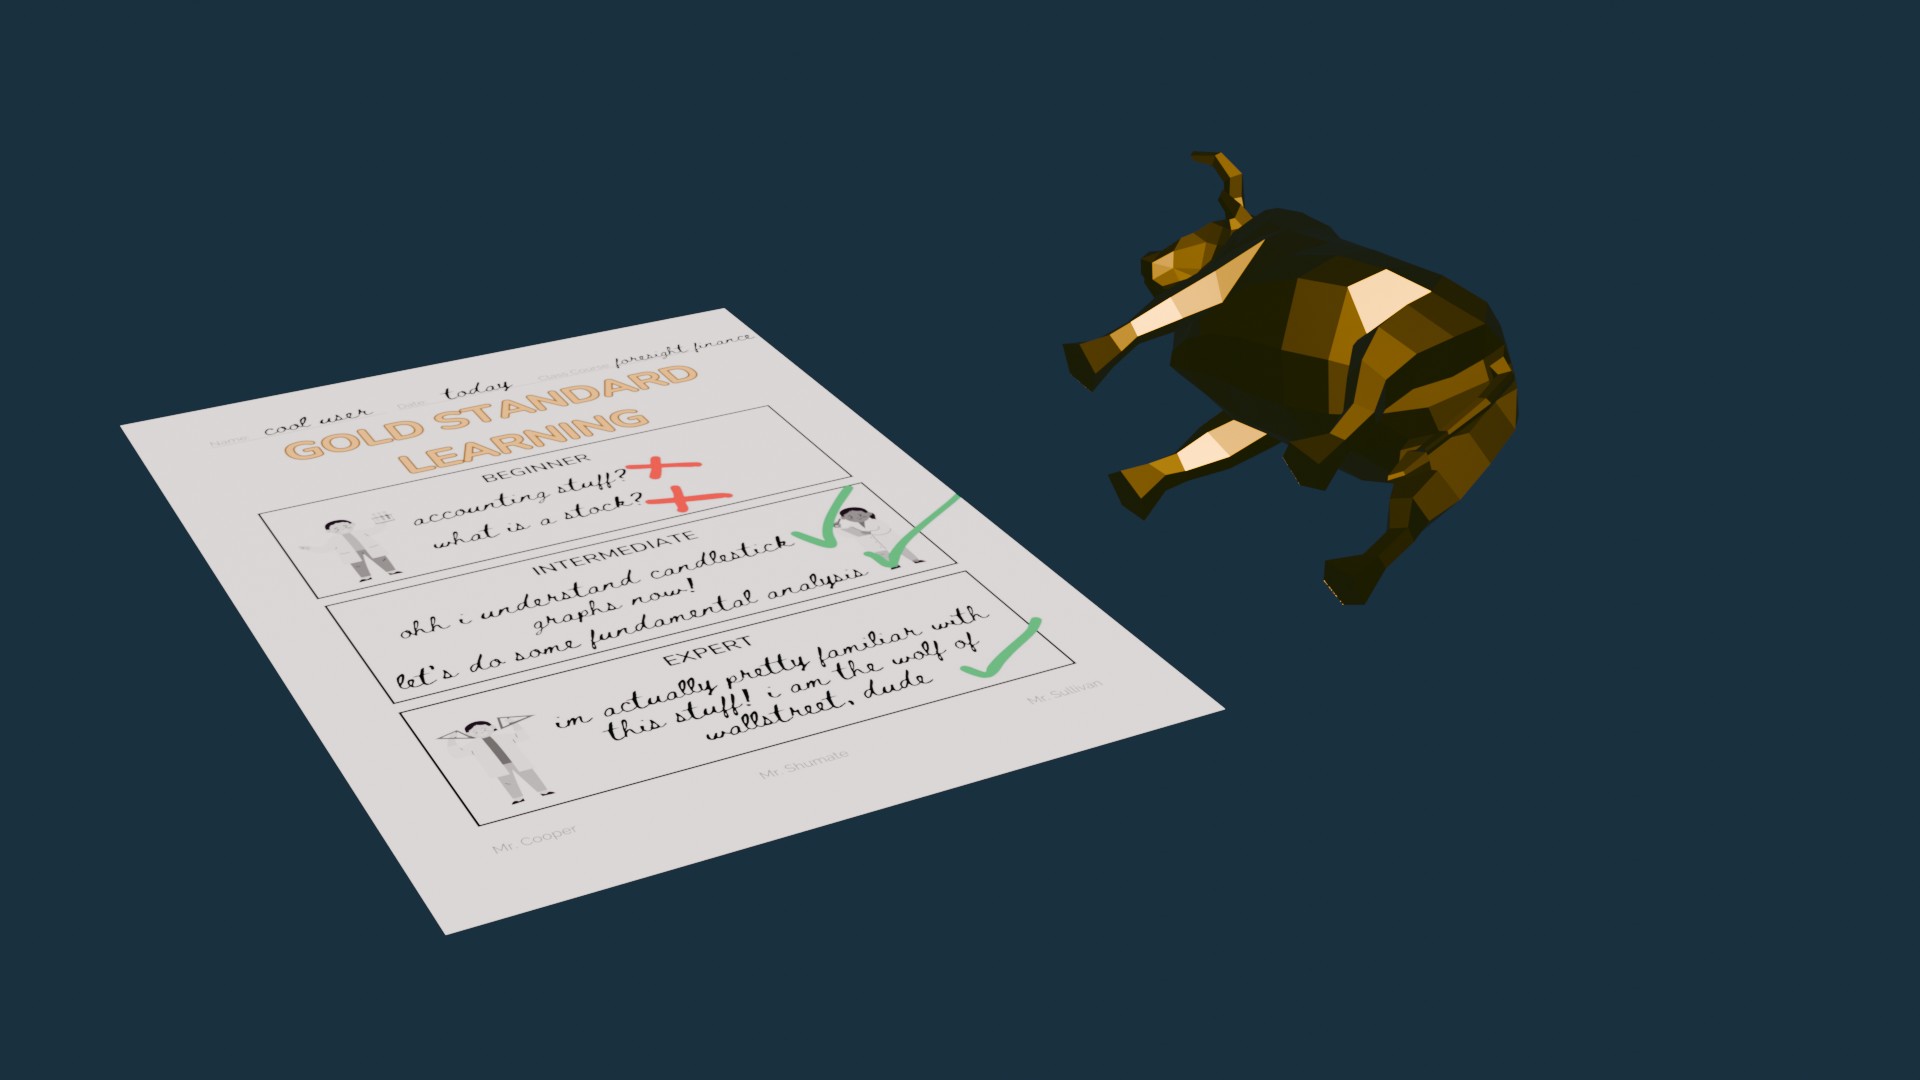 Name: cool user Date: today Class Course: foresight finance
GOLD STANDARD
LEARNING
BEGINNER
accounting stuff?
what is a stock?
INTERMEDIATE
ohh i understand candlestick
graphs now!
let's do some fundamental analysis
EXPERT
im actually pretty familiar with
this stuff! i am the wolf of
wallstreet, dude
Mr. Cooper
Mr. Shumate
Mr. Sullivan